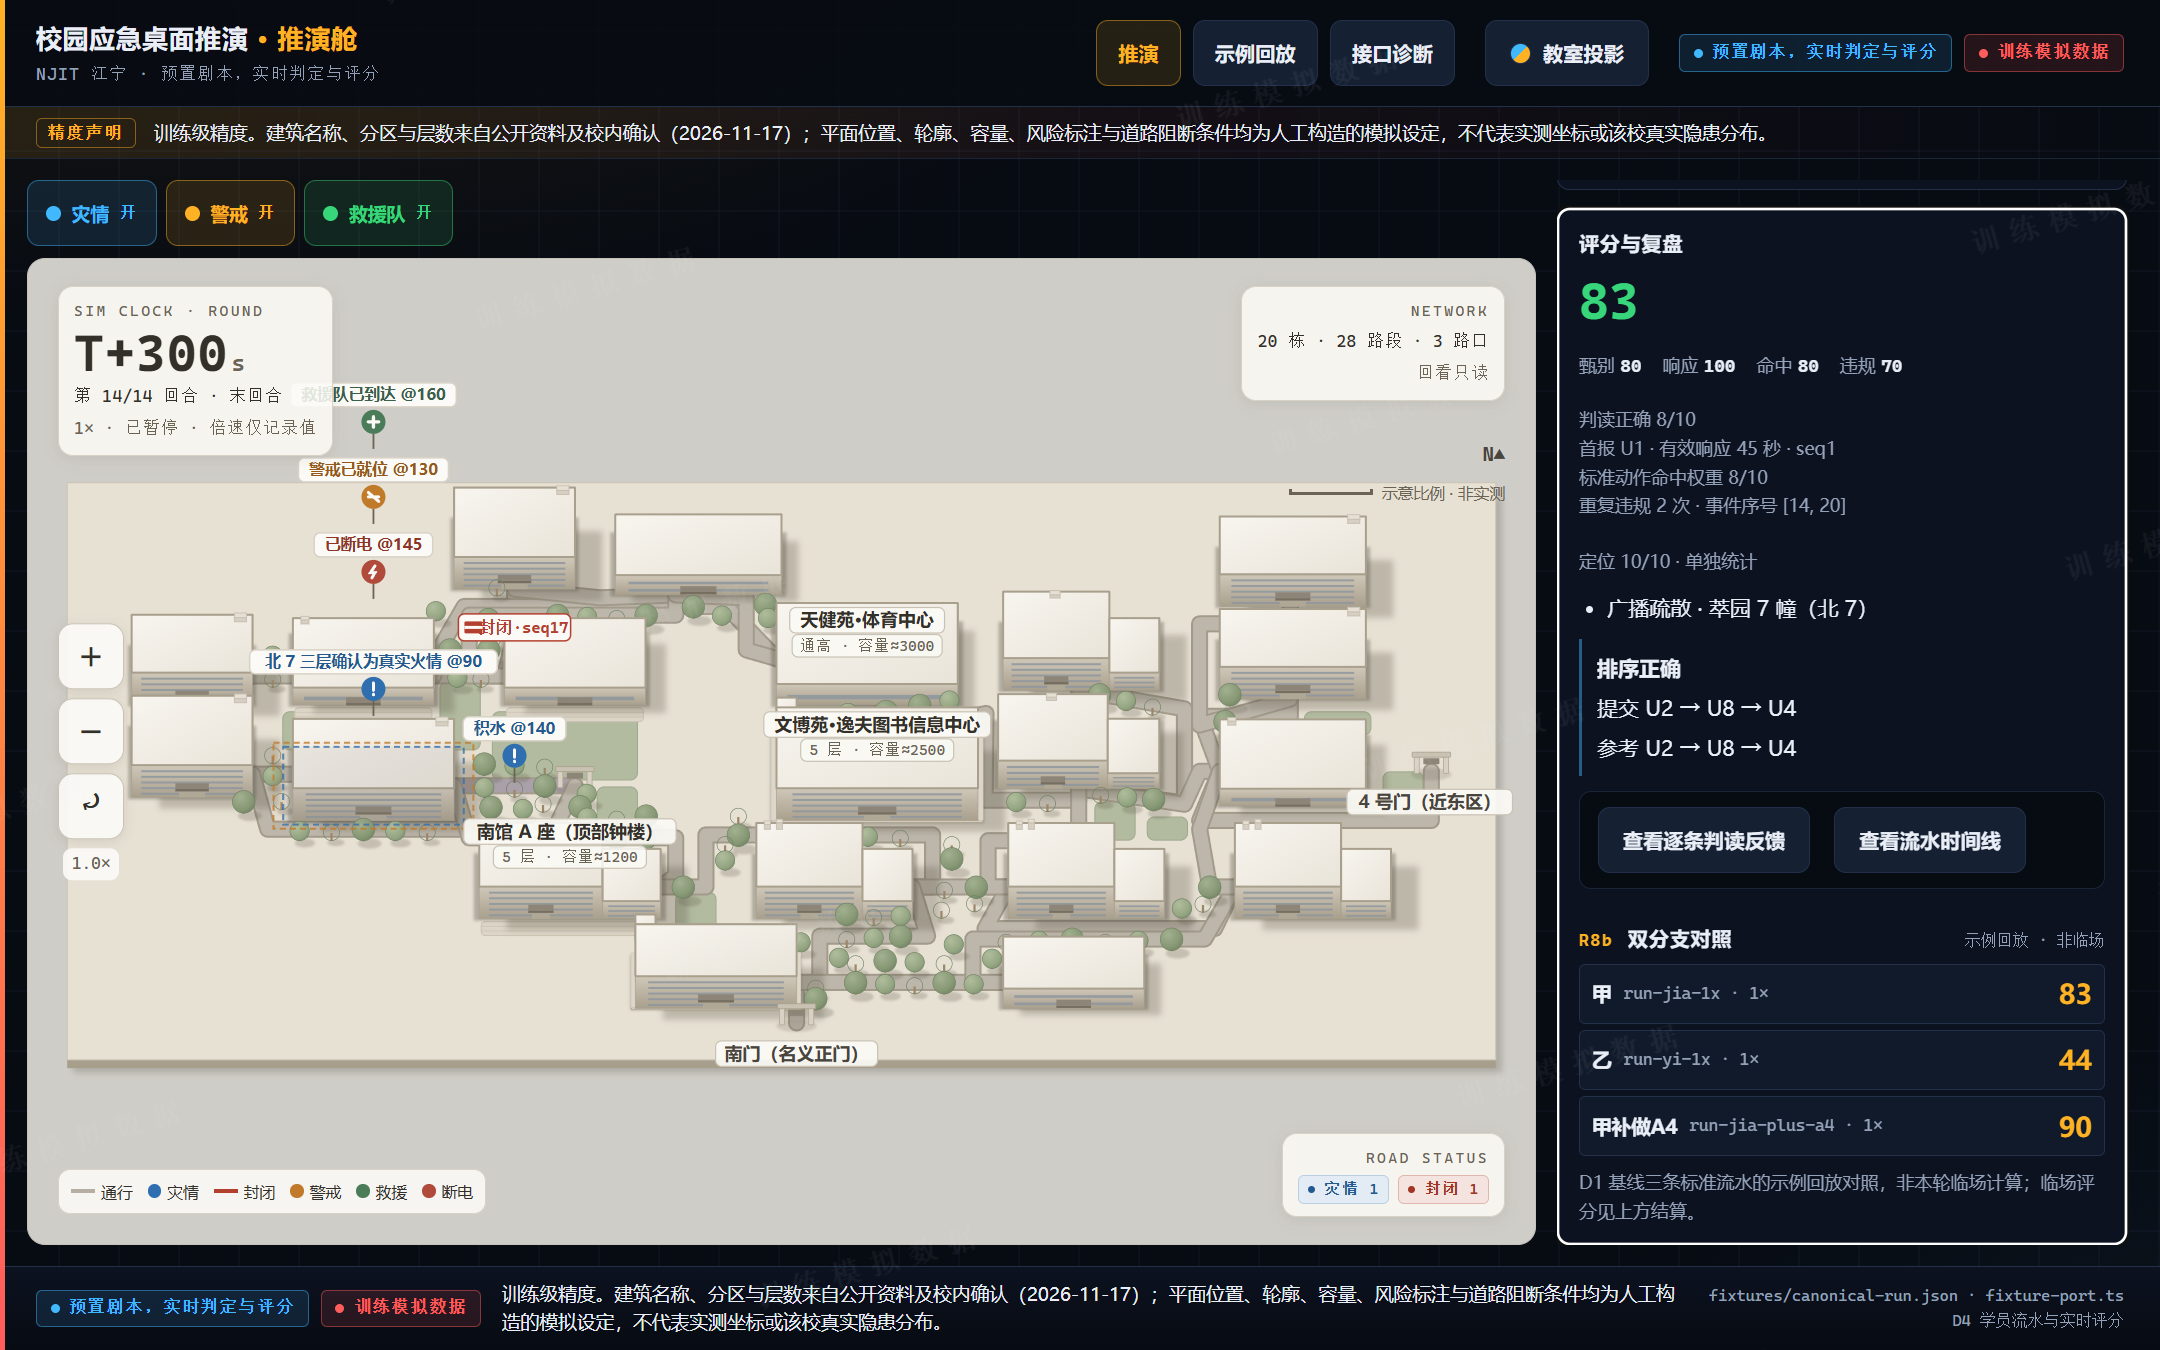 校园应急桌面推演 · 推演舱
NJIT 江宁 · 预置剧本，实时判定与评分
推演
示例回放
接口诊断
教室投影
预置剧本，实时判定与评分
训练模拟数据
精度声明
训练级精度。建筑名称、分区与层数来自公开资料及校内确认（2026-11-17）；平面位置、轮廓、容量、风险标注与道路阻断条件均为人工构造的模拟设定，不代表实测坐标或该校真实隐患分布。
灾情 开
警戒 开
救援队 开
SIM CLOCK · ROUND
T+300s
第 14/14 回合 · 末回合
1× · 已暂停 · 倍速仅记录值
NETWORK
20 栋 · 28 路段 · 3 路口
回看只读
N▲
示意比例 · 非实测
救援队已到达 @160
警戒已就位 @130
已断电 @145
封闭·seq17
北 7 三层确认为真实火情 @90
积水 @140
天健苑·体育中心
通高 · 容量≈3000
文博苑·逸夫图书信息中心
5 层 · 容量≈2500
南馆 A 座（顶部钟楼）
5 层 · 容量≈1200
4 号门（近东区）
南门（名义正门）
+
−
1.0×
通行 灾情 封闭 警戒 救援 断电
ROAD STATUS
灾情 1
封闭 1
评分与复盘
83
甄别 80 响应 100 命中 80 违规 70
判读正确 8/10
首报 U1 · 有效响应 45 秒 · seq1
标准动作命中权重 8/10
重复违规 2 次 · 事件序号 [14, 20]
定位 10/10 · 单独统计
• 广播疏散 · 萃园 7 幢（北 7）
排序正确
提交 U2 → U8 → U4
参考 U2 → U8 → U4
查看逐条判读反馈
查看流水时间线
R8b 双分支对照
示例回放 · 非临场
甲 run-jia-1x · 1× 83
乙 run-yi-1x · 1× 44
甲补做A4 run-jia-plus-a4 · 1× 90
D1 基线三条标准流水的示例回放对照，非本轮临场计算；临场评
分见上方结算。
预置剧本，实时判定与评分
训练模拟数据
训练级精度。建筑名称、分区与层数来自公开资料及校内确认（2026-11-17）；平面位置、轮廓、容量、风险标注与道路阻断条件均为人工构
造的模拟设定，不代表实测坐标或该校真实隐患分布。
fixtures/canonical-run.json · fixture-port.ts
D4 学员流水与实时评分